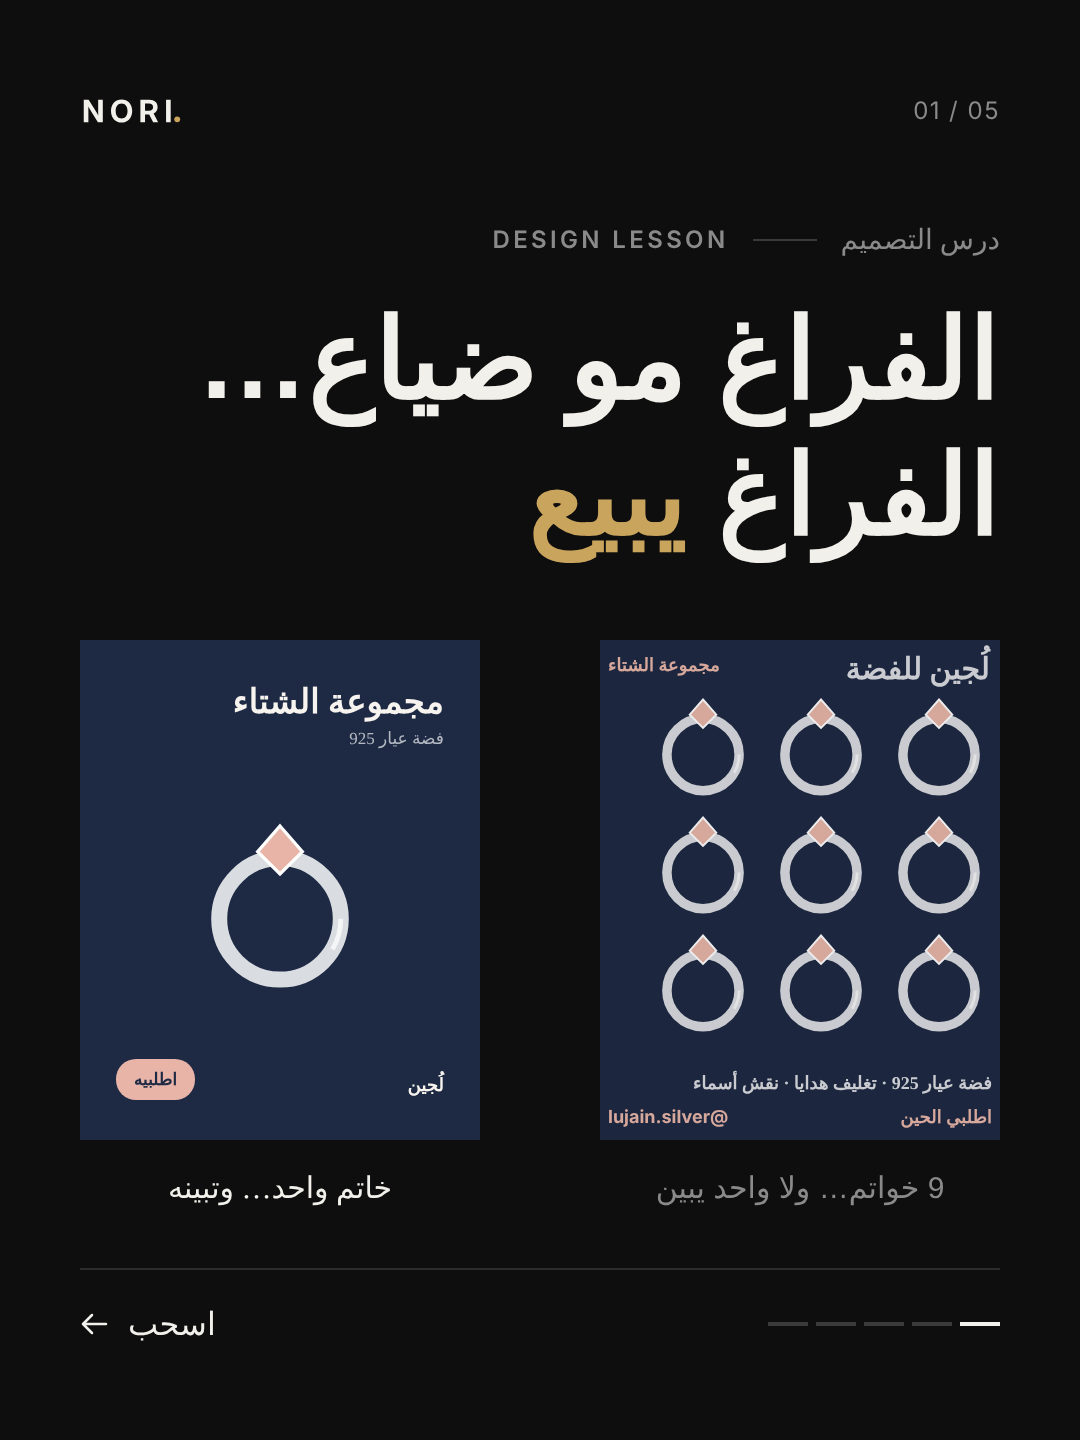 NORI.
01 / 05
درس التصميم — DESIGN LESSON
الفراغ مو ضياع...
الفراغ يبيع
لُجين للفضة
مجموعة الشتاء
فضة عيار 925 · تغليف هدايا · نقش أسماء
اطلبي الحين
@lujain.silver
9 خواتم... ولا واحد يبين
مجموعة الشتاء
فضة عيار 925
لُجين
اطلبيه
خاتم واحد... وتبينه
اسحب ←